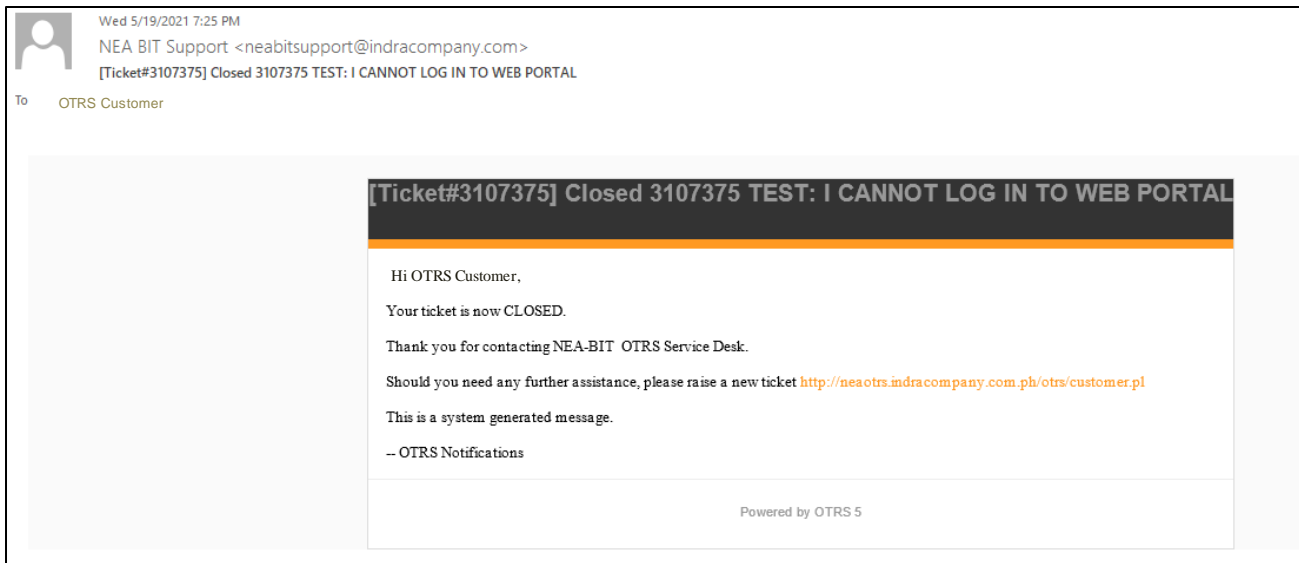 Wed 5/19/2021 7:25 PM
NEA BIT Support <neabitsupport@indracompany.com>
[Ticket#3107375] Closed 3107375 TEST: I CANNOT LOG IN TO WEB PORTAL
To OTRS Customer
[Ticket#3107375] Closed 3107375 TEST: I CANNOT LOG IN TO WEB PORTAL
Hi OTRS Customer,
Your ticket is now CLOSED.
Thank you for contacting NEA-BIT OTRS Service Desk.
Should you need any further assistance, please raise a new ticket http://neaotrs.indracompany.com.ph/otrs/customer.pl
This is a system generated message.
-- OTRS Notifications
Powered by OTRS 5